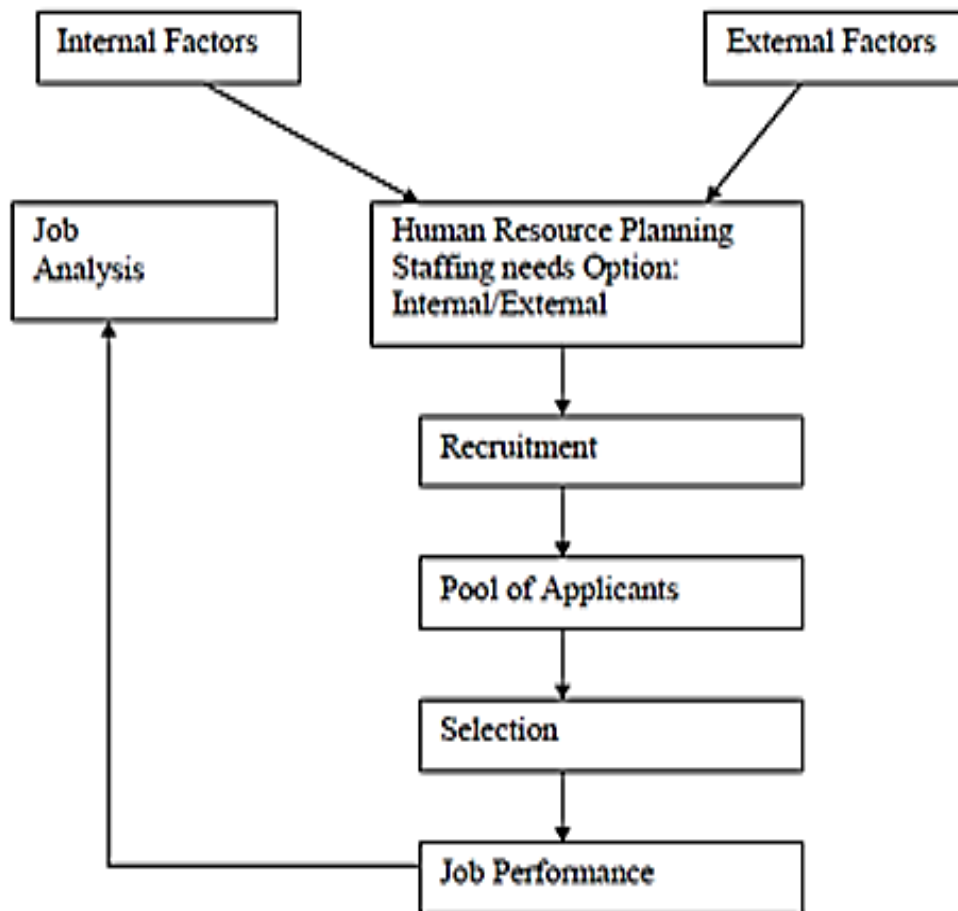 Internal Factors
External Factors
Job
Analysis
Human Resource Planning
Staffing needs Option:
Internal/External
Recruitment
Pool of Applicants
Selection
Job Performance